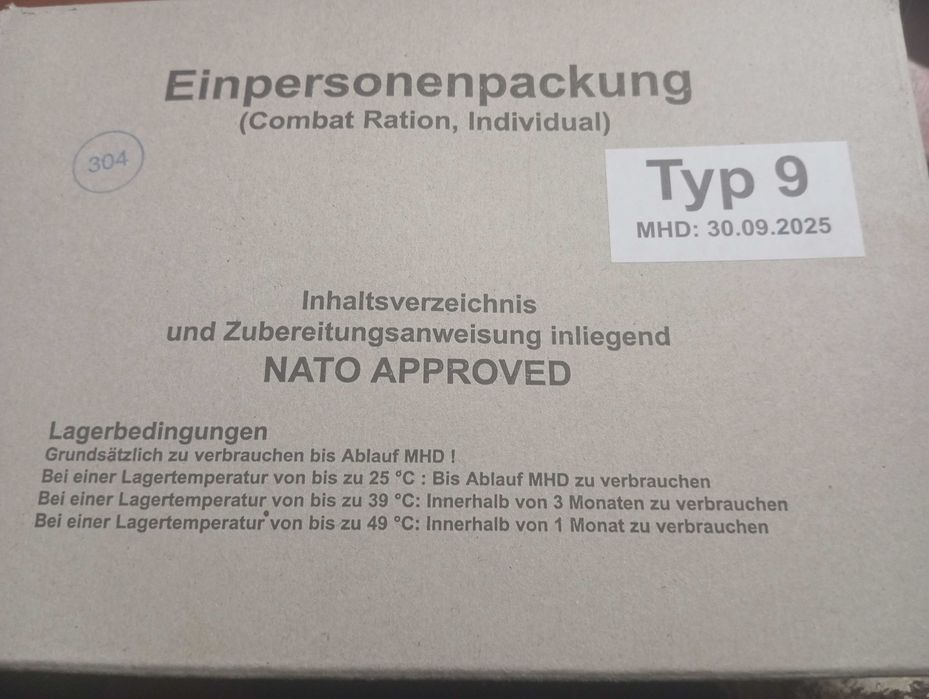 Einpersonenpackung
(Combat Ration, Individual)
304
Typ 9
MHD: 30.09.2025
Inhaltsverzeichnis
und Zubereitungsanweisung inliegend
NATO APPROVED
Lagerbedingungen
Grundsätzlich zu verbrauchen bis Ablauf MHD !
Bei einer Lagertemperatur von bis zu 25 °C : Bis Ablauf MHD zu verbrauchen
Bei einer Lagertemperatur von bis zu 39 °C: Innerhalb von 3 Monaten zu verbrauchen
Bei einer Lagertemperatur von bis zu 49 °C: Innerhalb von 1 Monat zu verbrauchen